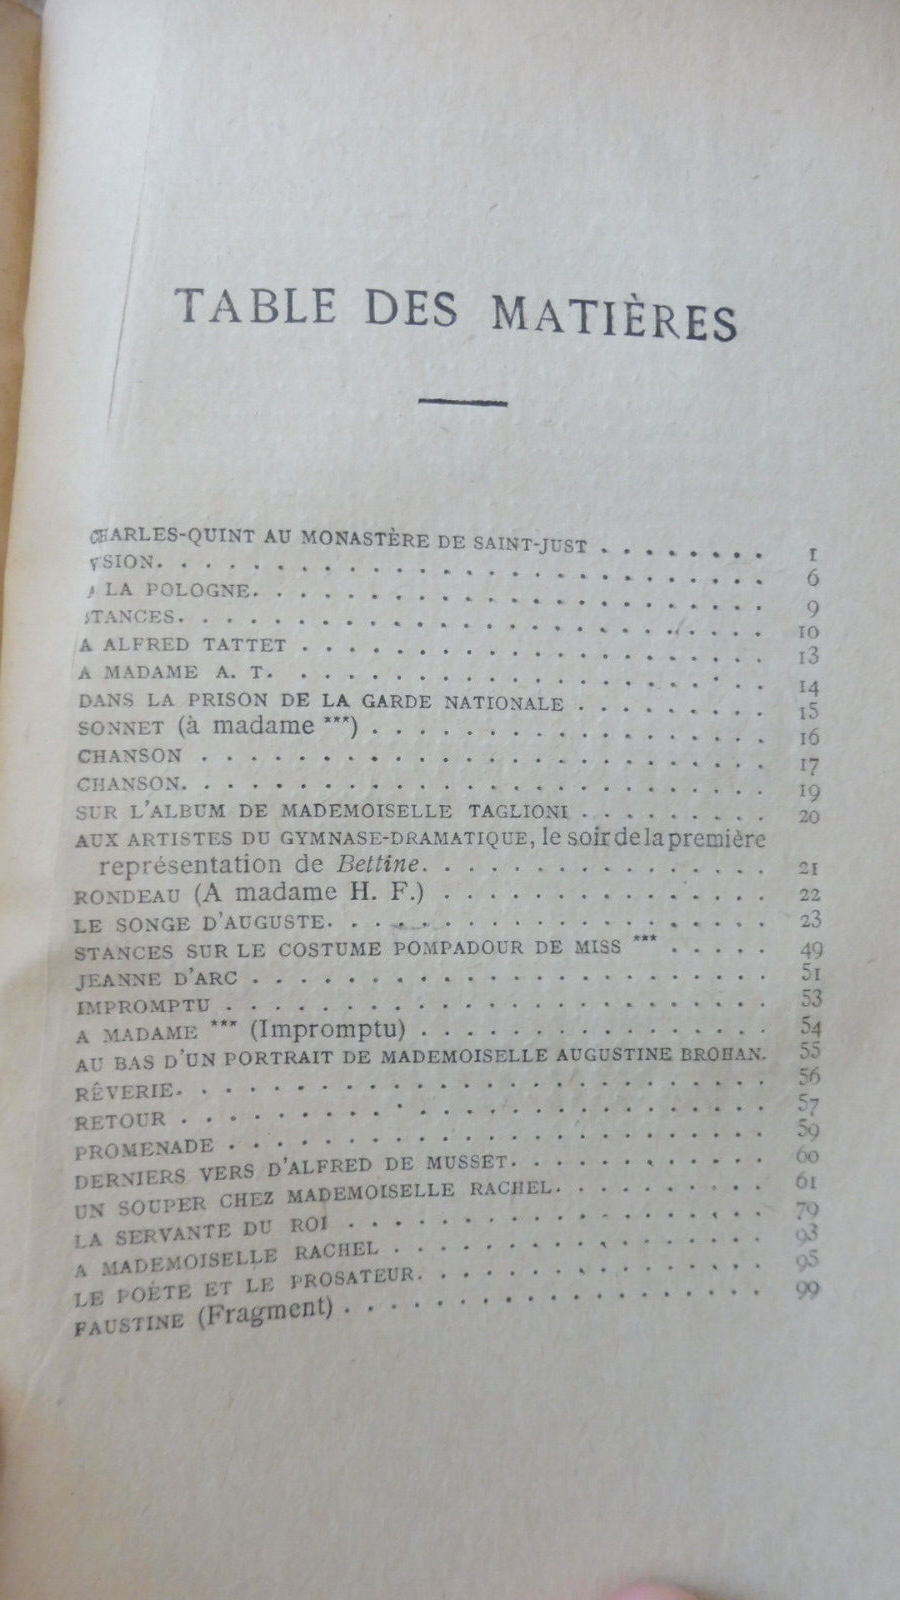 TABLE DES MATIÈRES
CHARLES-QUINT AU MONASTÈRE DE SAINT-JUST . . . . . . . . 1
VSION. . . . . . . . . . . . . . . . . . . . . . . . 6
A LA POLOGNE. . . . . . . . . . . . . . . . . . . . 9
STANCES. . . . . . . . . . . . . . . . . . . . . . . 10
A ALFRED TATTET . . . . . . . . . . . . . . . . . . 13
A MADAME A. T. . . . . . . . . . . . . . . . . . . . 14
DANS LA PRISON DE LA GARDE NATIONALE . . . . . . . . 15
SONNET (à madame ***) . . . . . . . . . . . . . . . 16
CHANSON . . . . . . . . . . . . . . . . . . . . . . 17
CHANSON. . . . . . . . . . . . . . . . . . . . . . . 19
SUR L'ALBUM DE MADEMOISELLE TAGLIONI . . . . . . . . 20
AUX ARTISTES DU GYMNASE-DRAMATIQUE, le soir de la première
représentation de Bettine. . . . . . . . . . . . . . 21
RONDEAU (A madame H. F.) . . . . . . . . . . . . . . 22
LE SONGE D'AUGUSTE. . . . . . . . . . . . . . . . . 23
STANCES SUR LE COSTUME POMPADOUR DE MISS *** . . . . . 49
JEANNE D'ARC . . . . . . . . . . . . . . . . . . . . 51
IMPROMPTU . . . . . . . . . . . . . . . . . . . . . 53
A MADAME *** (Impromptu) . . . . . . . . . . . . . . 54
AU BAS D'UN PORTRAIT DE MADEMOISELLE AUGUSTINE BROHAN. 55
RÊVERIE. . . . . . . . . . . . . . . . . . . . . . . 56
RETOUR . . . . . . . . . . . . . . . . . . . . . . . 57
PROMENADE . . . . . . . . . . . . . . . . . . . . . 59
DERNIERS VERS D'ALFRED DE MUSSET. . . . . . . . . . 60
UN SOUPER CHEZ MADEMOISELLE RACHEL. . . . . . . . . 61
LA SERVANTE DU ROI . . . . . . . . . . . . . . . . . 79
A MADEMOISELLE RACHEL . . . . . . . . . . . . . . . 93
LE POÈTE ET LE PROSATEUR. . . . . . . . . . . . . . 95
FAUSTINE (Fragment) . . . . . . . . . . . . . . . . 99